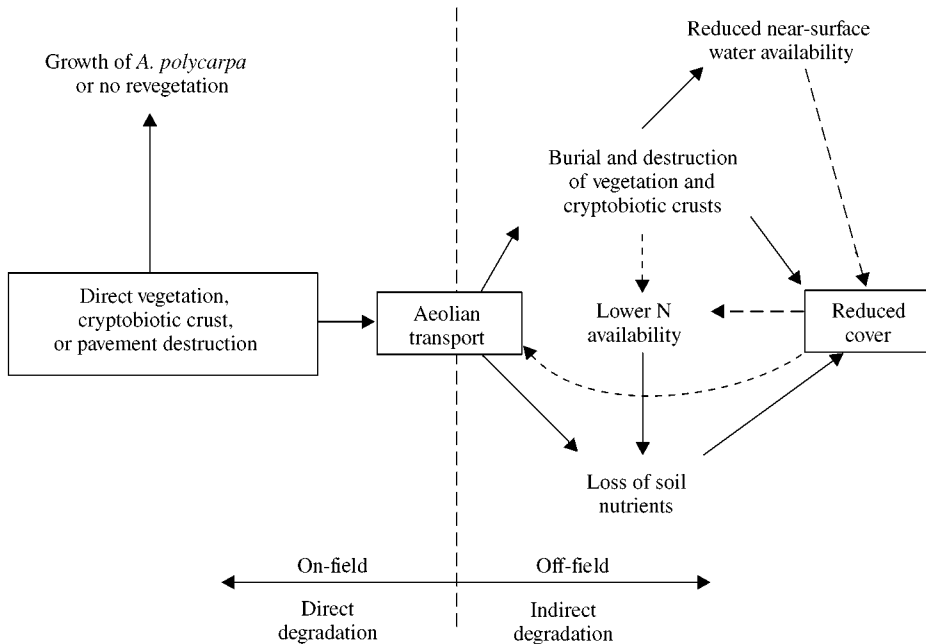 Growth of A. polycarpa
or no revegetation
Reduced near-surface
water availability
Burial and destruction
of vegetation and
cryptobiotic crusts
Direct vegetation,
cryptobiotic crust,
or pavement destruction
Aeolian
transport
Lower N
availability
Reduced
cover
Loss of soil
nutrients
On-field
Off-field
Direct
degradation
Indirect
degradation